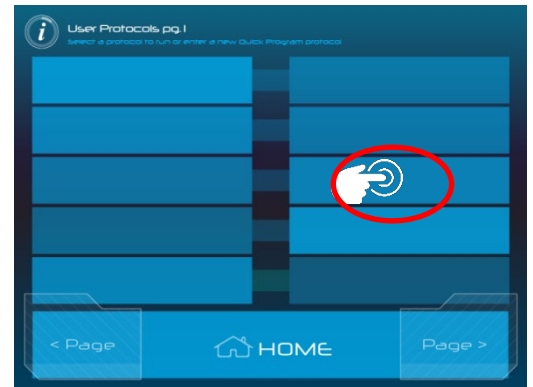 i
User Protocols pg.1
Select a protocol to run or enter a new Quick Program protocol
< Page
HOME
Page >